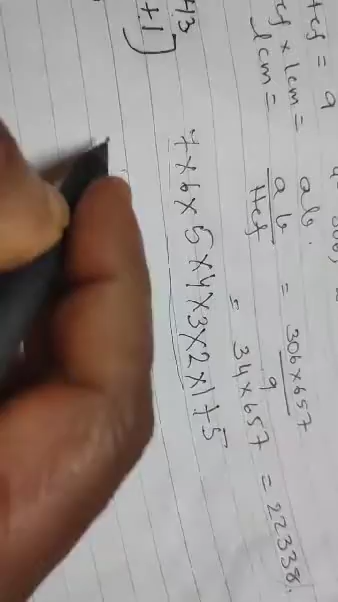 Hcf = 9
Hcf × lcm = ab.
lcm = ab/Hcf = 306×657/9
= 34×657 = 22338.
7×6×5×4×3×2×1+5
+1]